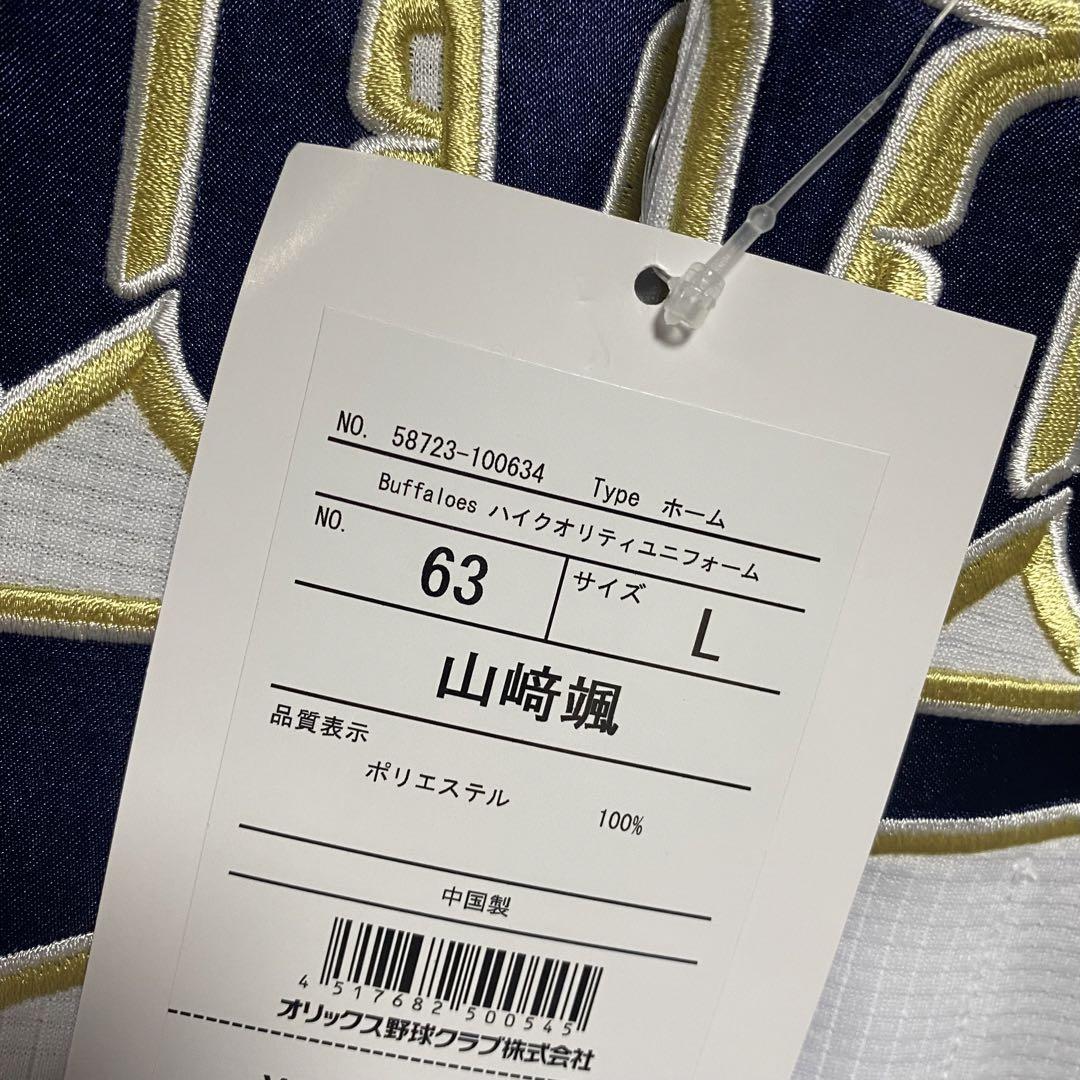 NO. 58723-100634 Type ホーム
Buffaloes ハイクオリティユニフォーム
NO. 63 サイズ L
山﨑颯
品質表示
ポリエステル 100%
中国製
4517682500545
オリックス野球クラブ株式会社